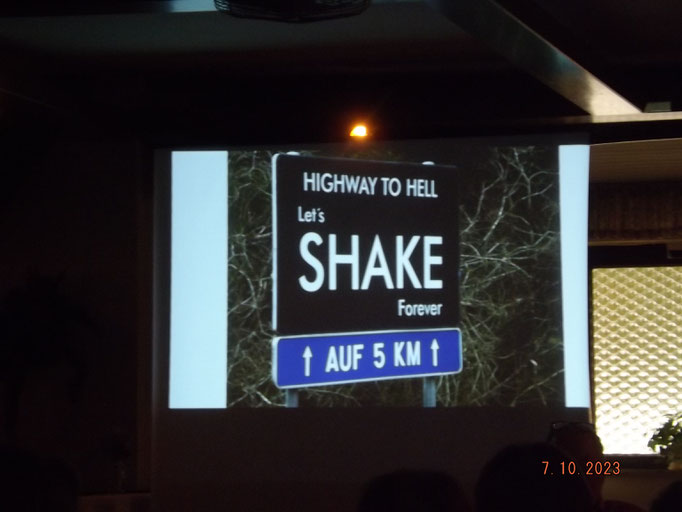 HIGHWAY TO HELL
Let's
SHAKE
Forever
↑ AUF 5 KM ↑
7.10.2023